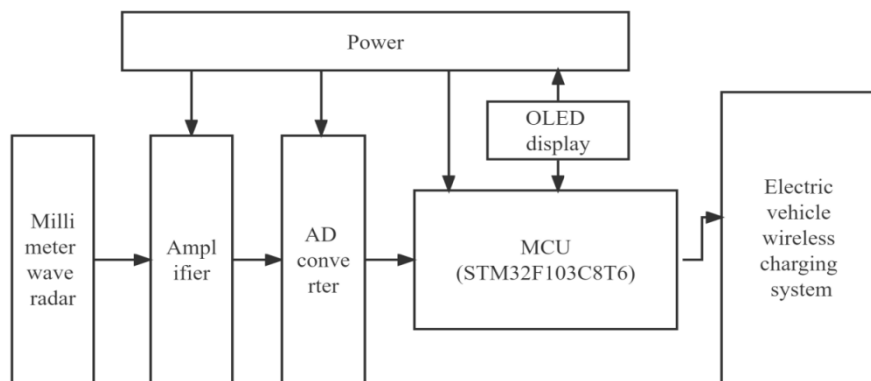 Power
OLED
display
Milli
meter
wave
radar
Ampl
ifier
AD
conve
rter
MCU
(STM32F103C8T6)
Electric
vehicle
wireless
charging
system